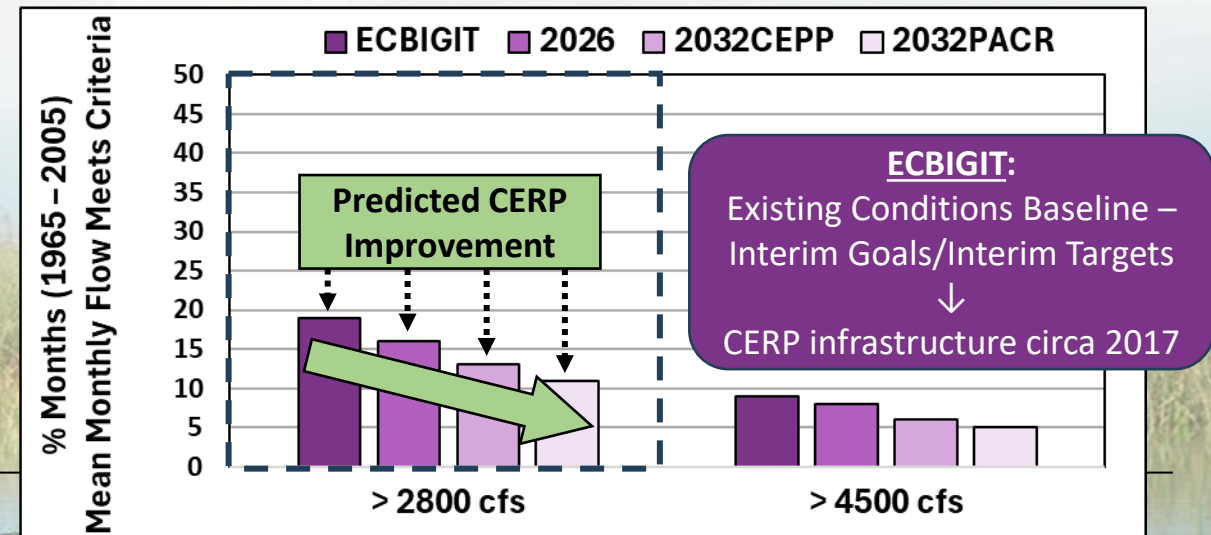 ECBIGIT 2026 2032CEPP 2032PACR
% Months (1965–2005)
Mean Monthly Flow Meets Criteria
50
45
40
35
30
25
20
15
10
5
0
Predicted CERP
Improvement
ECBIGIT:
Existing Conditions Baseline –
Interim Goals/Interim Targets
↓
CERP infrastructure circa 2017
> 2800 cfs
> 4500 cfs